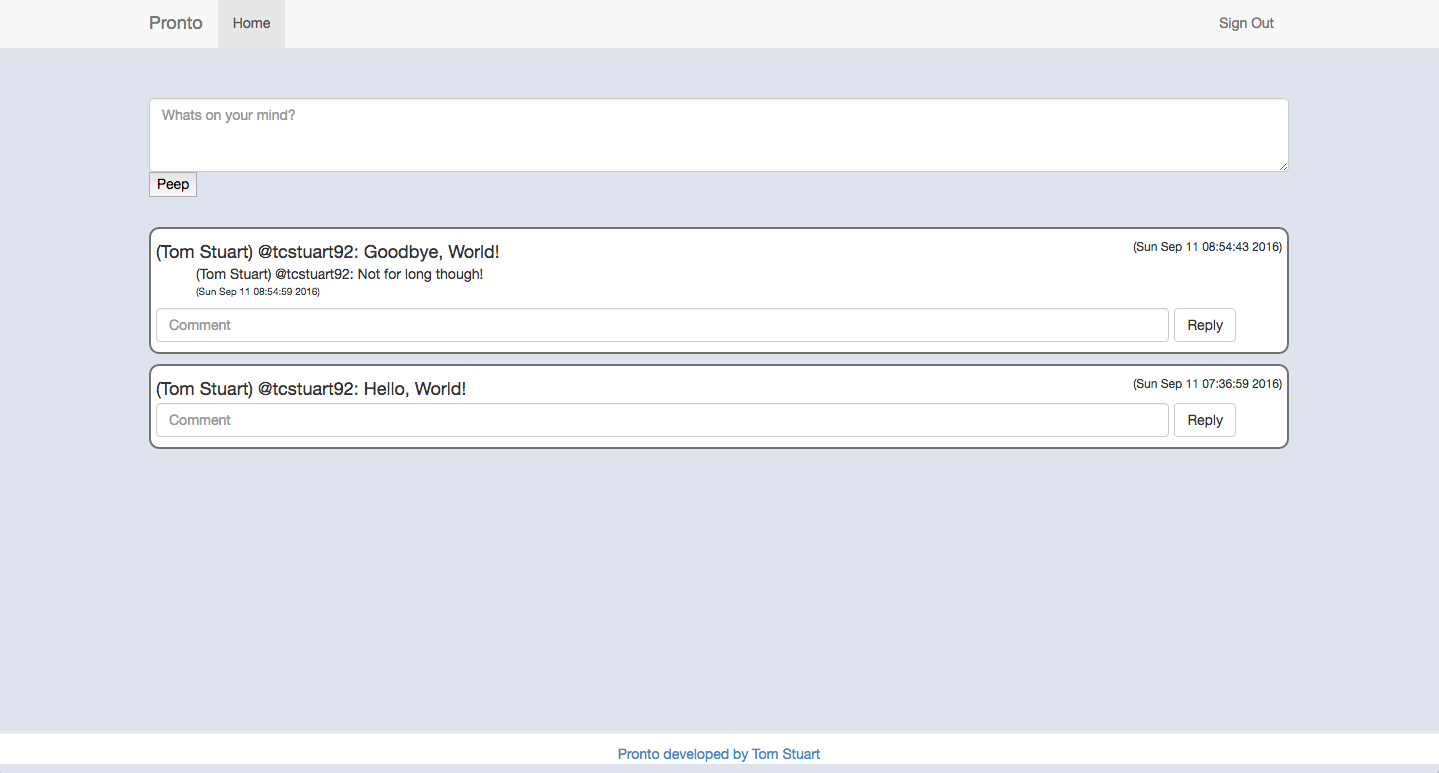 Pronto Home Sign Out
Whats on your mind?
Peep
(Tom Stuart) @tcstuart92: Goodbye, World! (Sun Sep 11 08:54:43 2016)
(Tom Stuart) @tcstuart92: Not for long though!
(Sun Sep 11 08:54:59 2016)
Comment Reply
(Tom Stuart) @tcstuart92: Hello, World! (Sun Sep 11 07:36:59 2016)
Comment Reply
Pronto developed by Tom Stuart